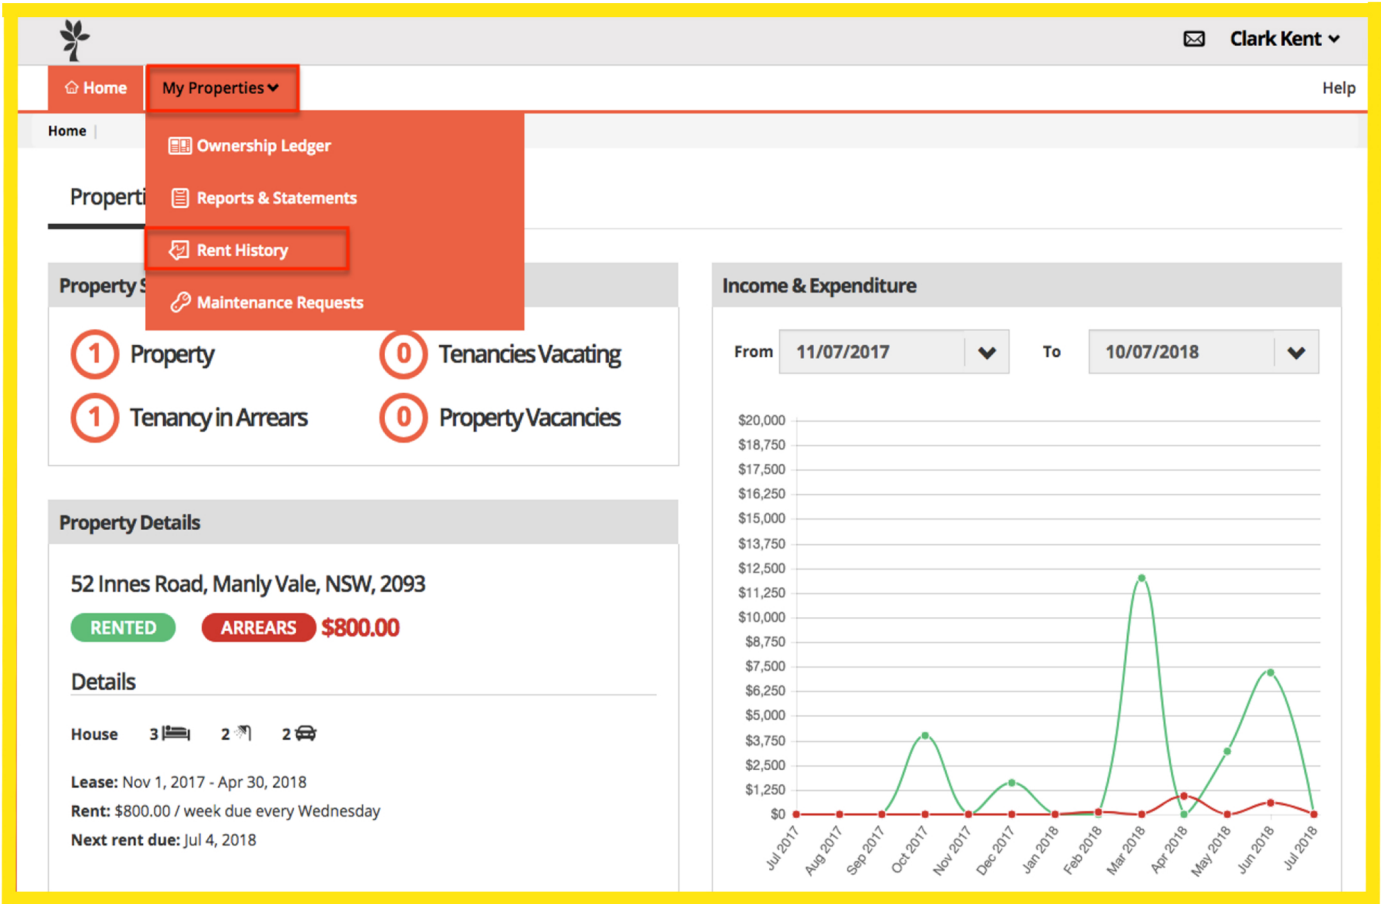 Clark Kent
Home
My Properties
Help
Home
Ownership Ledger
Reports & Statements
Rent History
Maintenance Requests
Properti
Property S
1 Property
0 Tenancies Vacating
1 Tenancy in Arrears
0 Property Vacancies
Property Details
52 Innes Road, Manly Vale, NSW, 2093
RENTED ARREARS $800.00
Details
House 3 2 2
Lease: Nov 1, 2017 - Apr 30, 2018
Rent: $800.00 / week due every Wednesday
Next rent due: Jul 4, 2018
Income & Expenditure
From 11/07/2017 To 10/07/2018
$20,000
$18,750
$17,500
$16,250
$15,000
$13,750
$12,500
$11,250
$10,000
$8,750
$7,500
$6,250
$5,000
$3,750
$2,500
$1,250
$0
Jul 2017 Aug 2017 Sep 2017 Oct 2017 Nov 2017 Dec 2017 Jan 2018 Feb 2018 Mar 2018 Apr 2018 May 2018 Jun 2018 Jul 2018